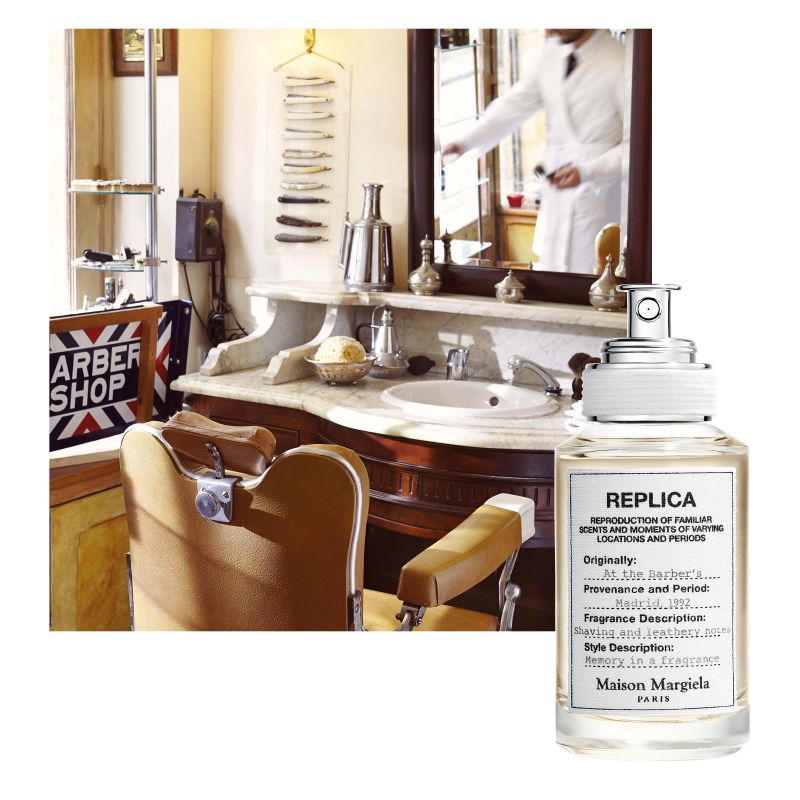 BARBER
SHOP
REPLICA
REPRODUCTION OF FAMILIAR
SCENTS AND MOMENTS OF VARYING
LOCATIONS AND PERIODS
Originally:
At the Barber's
Provenance and Period:
Madrid, 1992
Fragrance Description:
Shaving and leathery notes
Style Description:
Memory in a fragrance
Maison Margiela
PARIS